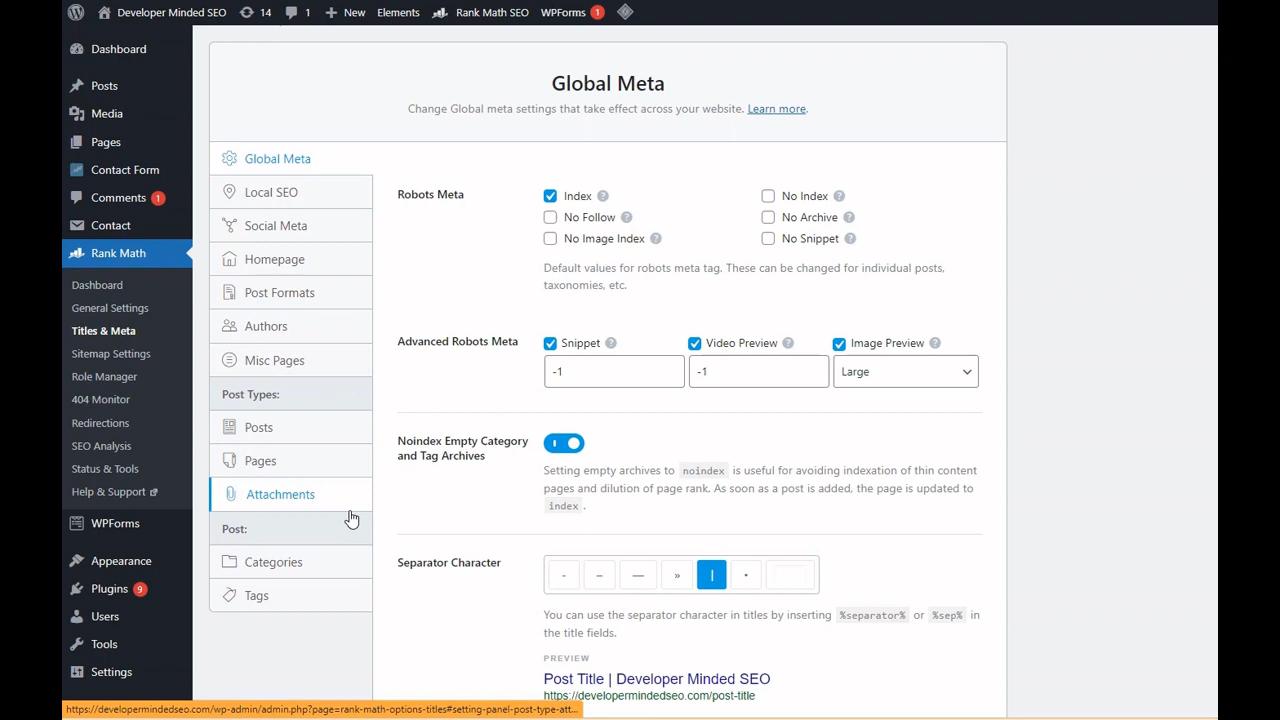 Developer Minded SEO 14 1 New Elements Rank Math SEO WPForms 1
Dashboard
Posts
Media
Pages
Contact Form
Comments 1
Contact
Rank Math
Dashboard
General Settings
Titles & Meta
Sitemap Settings
Role Manager
404 Monitor
Redirections
SEO Analysis
Status & Tools
Help & Support
WPForms
Appearance
Plugins 9
Users
Tools
Settings
Global Meta
Change Global meta settings that take effect across your website. Learn more.
Global Meta
Local SEO
Social Meta
Homepage
Post Formats
Authors
Misc Pages
Post Types:
Posts
Pages
Attachments
Post:
Categories
Tags
Robots Meta
Index ? No Index ?
No Follow ? No Archive ?
No Image Index ? No Snippet ?
Default values for robots meta tag. These can be changed for individual posts,
taxonomies, etc.
Advanced Robots Meta
Snippet ? Video Preview ? Image Preview ?
-1 -1 Large
Noindex Empty Category
and Tag Archives
Setting empty archives to noindex is useful for avoiding indexation of thin content
pages and dilution of page rank. As soon as a post is added, the page is updated to
index .
Separator Character
- – — » | •
You can use the separator character in titles by inserting %separator% or %sep% in
the title fields.
PREVIEW
Post Title | Developer Minded SEO
https://developermindedseo.com/post-title
https://developermindedseo.com/wp-admin/admin.php?page=rank-math-options-titles#setting-panel-post-type-att...